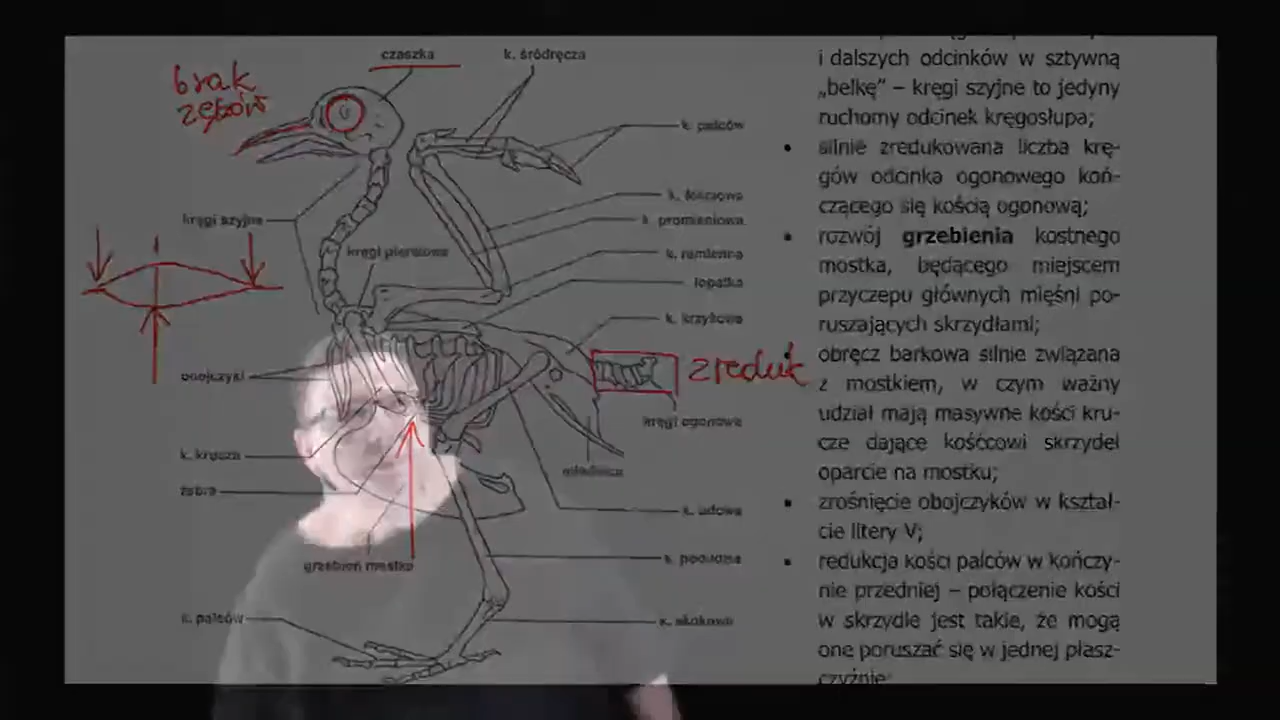 czaszka
k. śródręcza
brak
zębów
k. palców
kręgi szyjne
k. łokciowa
k. promieniowa
kręgi piersiowe
k. ramienna
łopatka
k. krzyżowa
zreduk
obojczyki
kręgi ogonowe
k. krucza
miednica
żebra
k. udowa
k. podudzia
grzebień mostka
k. palców
k. skokowa
i dalszych odcinków w sztywną
„belkę” – kręgi szyjne to jedyny
ruchomy odcinek kręgosłupa;
• silnie zredukowana liczba krę-
gów odcinka ogonowego koń-
czącego się kością ogonową;
• rozwój grzebienia kostnego
mostka, będącego miejscem
przyczepu głównych mięśni po-
ruszających skrzydłami;
• obręcz barkowa silnie związana
z mostkiem, w czym ważny
udział mają masywne kości kru-
cze dające kośćcowi skrzydeł
oparcie na mostku;
• zrośnięcie obojczyków w kształ-
cie litery V;
• redukcja kości palców w kończy-
nie przedniej – połączenie kości
w skrzydle jest takie, że mogą
one poruszać się w jednej płasz-
czyźnie;